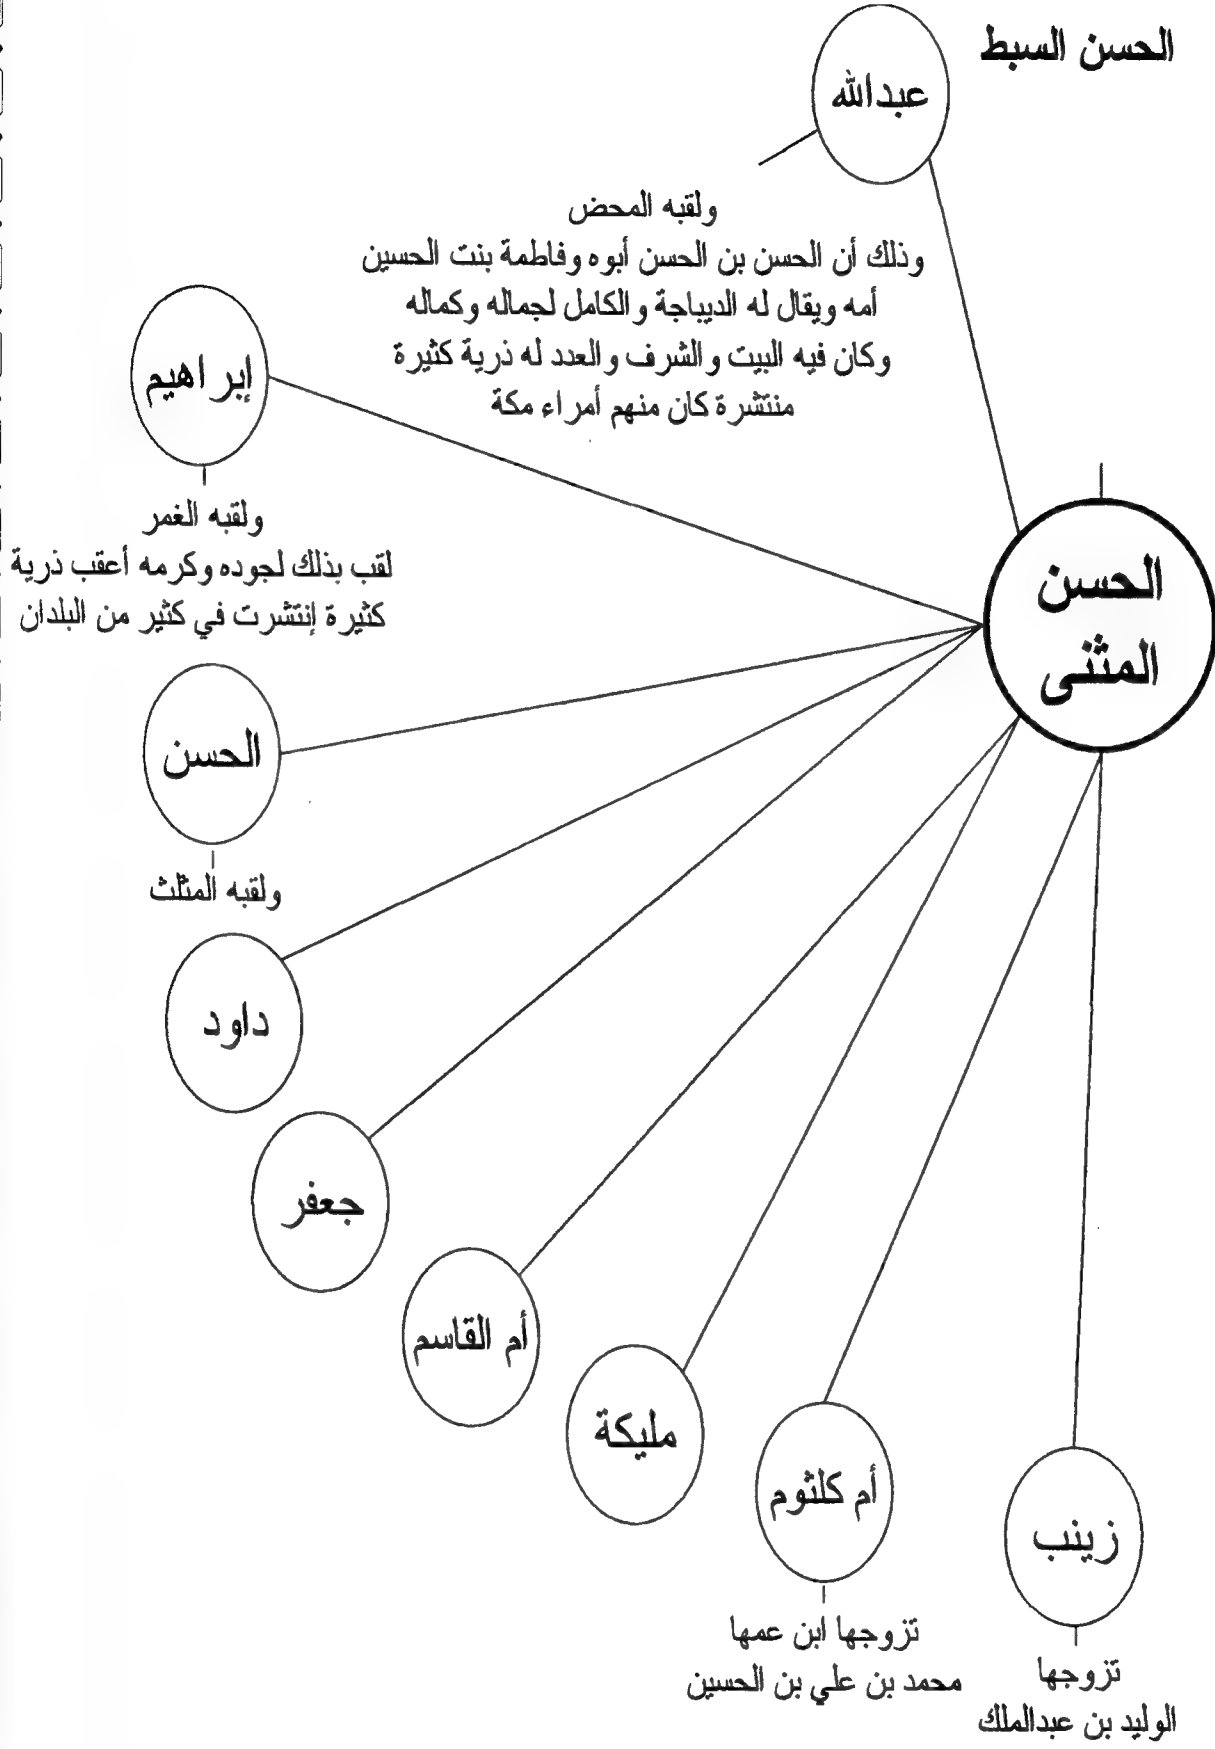 الحسن السبط
عبدالله
ولقبه المحض
وذلك أن الحسن بن الحسن أبوه وفاطمة بنت الحسين
أمه ويقال له الديباجة والكامل لجماله وكماله
وكان فيه البيت والشرف والعدد له ذرية كثيرة
منتشرة كان منهم أمراء مكة
إبراهيم
ولقبه الغمر
لقب بذلك لجوده وكرمه أعقب ذرية
كثيرة إنتشرت في كثير من البلدان
الحسن
المثنى
الحسن
ولقبه المثلث
داود
جعفر
أم القاسم
مليكة
أم كلثوم
تزوجها ابن عمها
محمد بن علي بن الحسين
زينب
تزوجها
الوليد بن عبدالملك